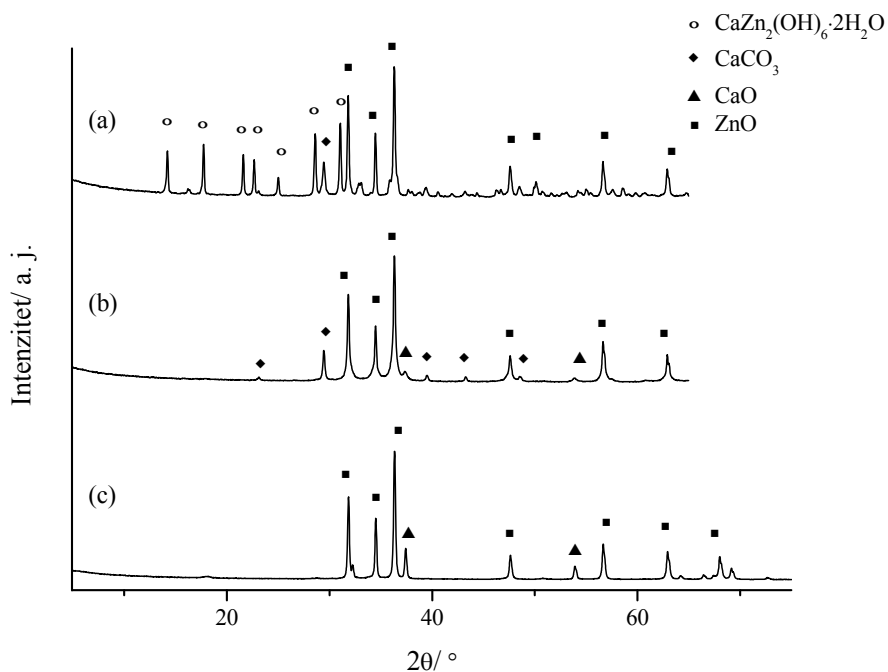 ○ CaZn₂(OH)₆·2H₂O
◆ CaCO₃
▲ CaO
■ ZnO
(a)
(b)
(c)
Intenzitet/ a. j.
20 40 60
2θ/ °